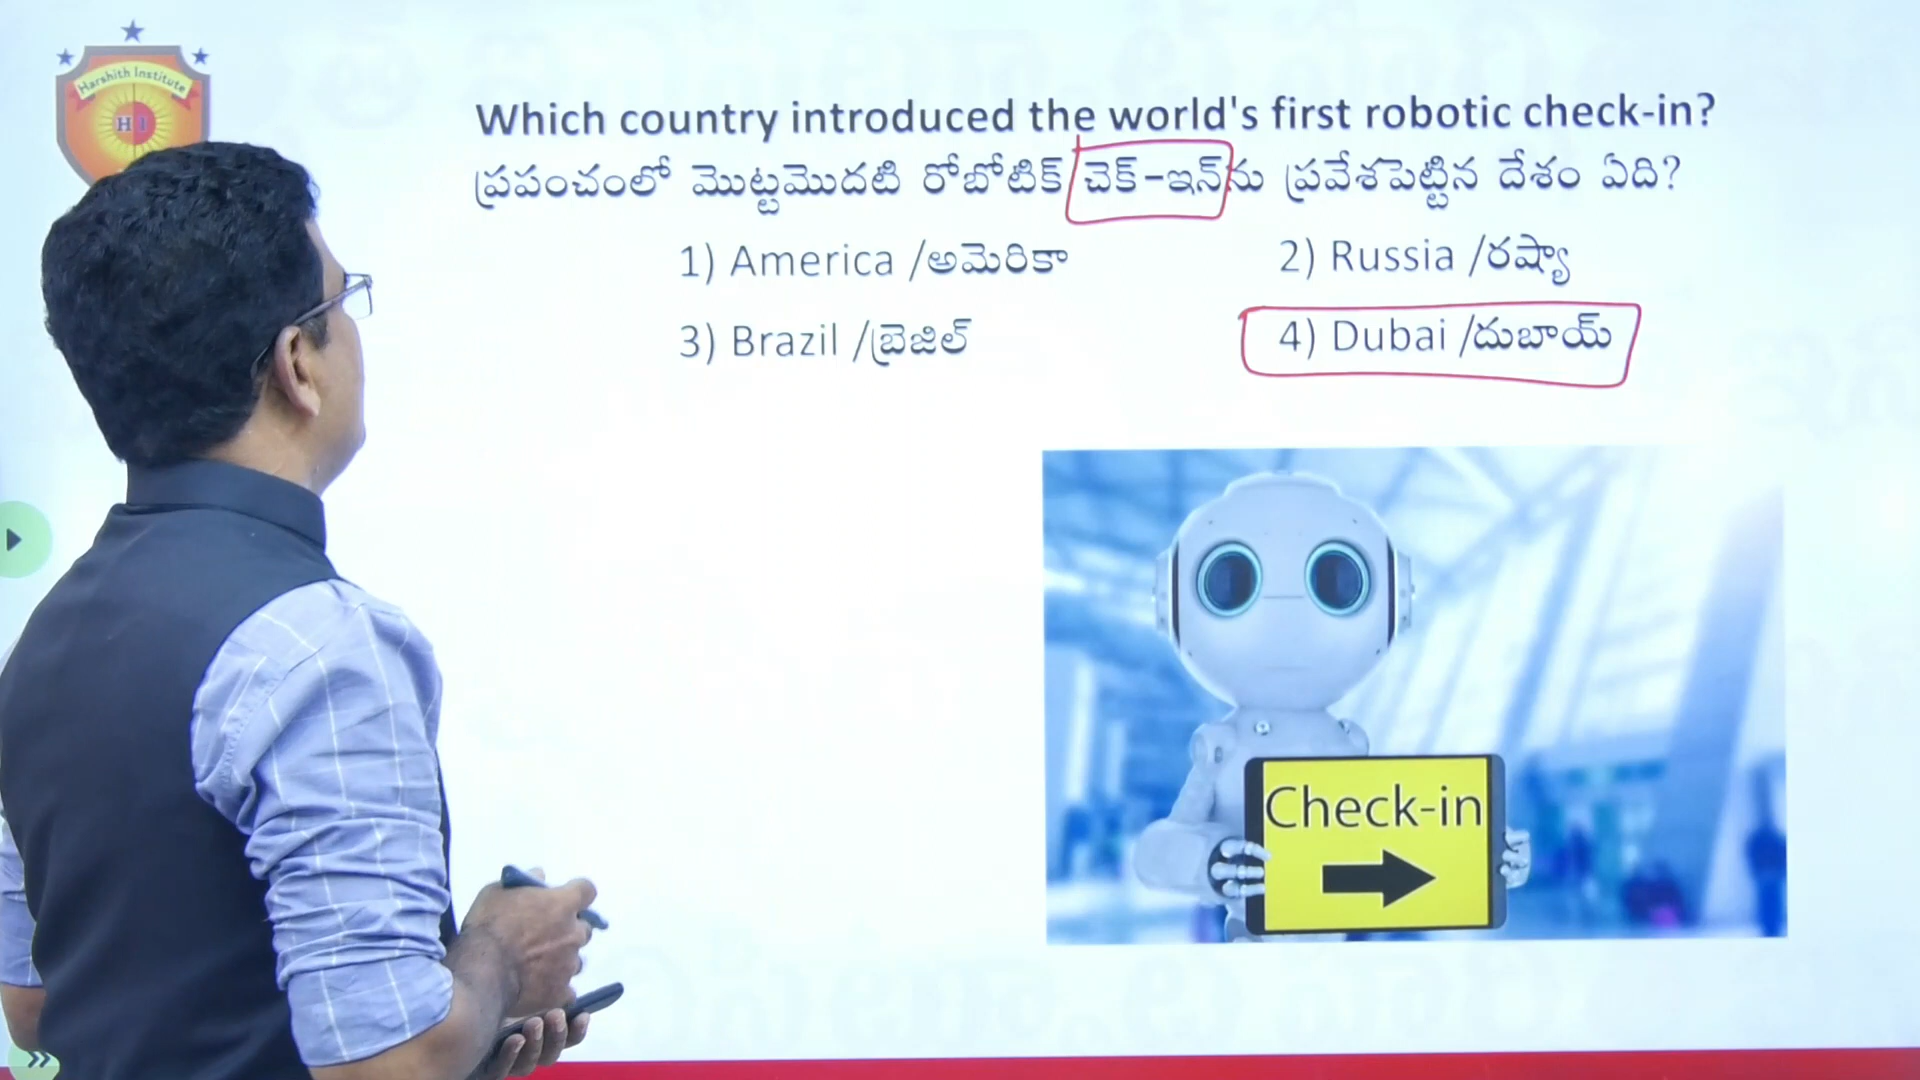 Harshith Institute
HI
Which country introduced the world's first robotic check-in?
ప్రపంచంలో మొట్టమొదటి రోబోటిక్ చెక్-ఇన్‌ను ప్రవేశపెట్టిన దేశం ఏది?
1) America /అమెరికా
2) Russia /రష్యా
3) Brazil /బ్రెజిల్
4) Dubai /దుబాయ్
Check-in